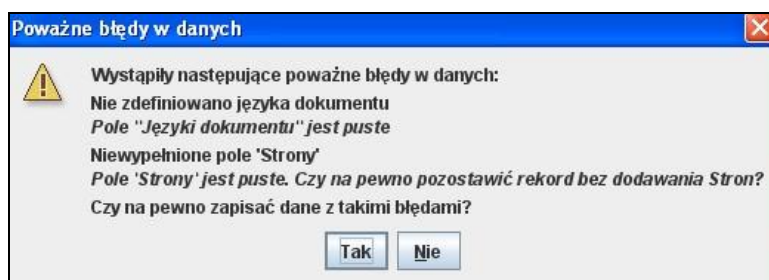 Poważne błędy w danych
Wystąpiły następujące poważne błędy w danych:
Nie zdefiniowano języka dokumentu
Pole "Języki dokumentu" jest puste
Niewypełnione pole 'Strony'
Pole 'Strony' jest puste. Czy na pewno pozostawić rekord bez dodawania Stron?
Czy na pewno zapisać dane z takimi błędami?
Tak Nie